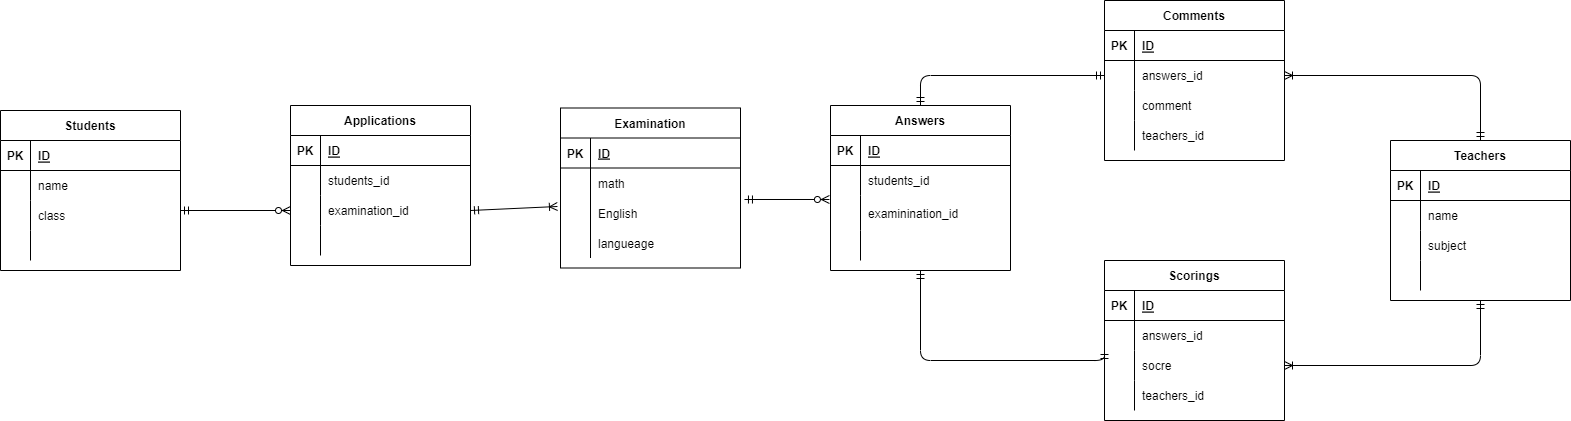 Students
PK ID
name
class
Applications
PK ID
students_id
examination_id
Examination
PK ID
math
English
langueage
Answers
PK ID
students_id
examinination_id
Comments
PK ID
answers_id
comment
teachers_id
Scorings
PK ID
answers_id
socre
teachers_id
Teachers
PK ID
name
subject